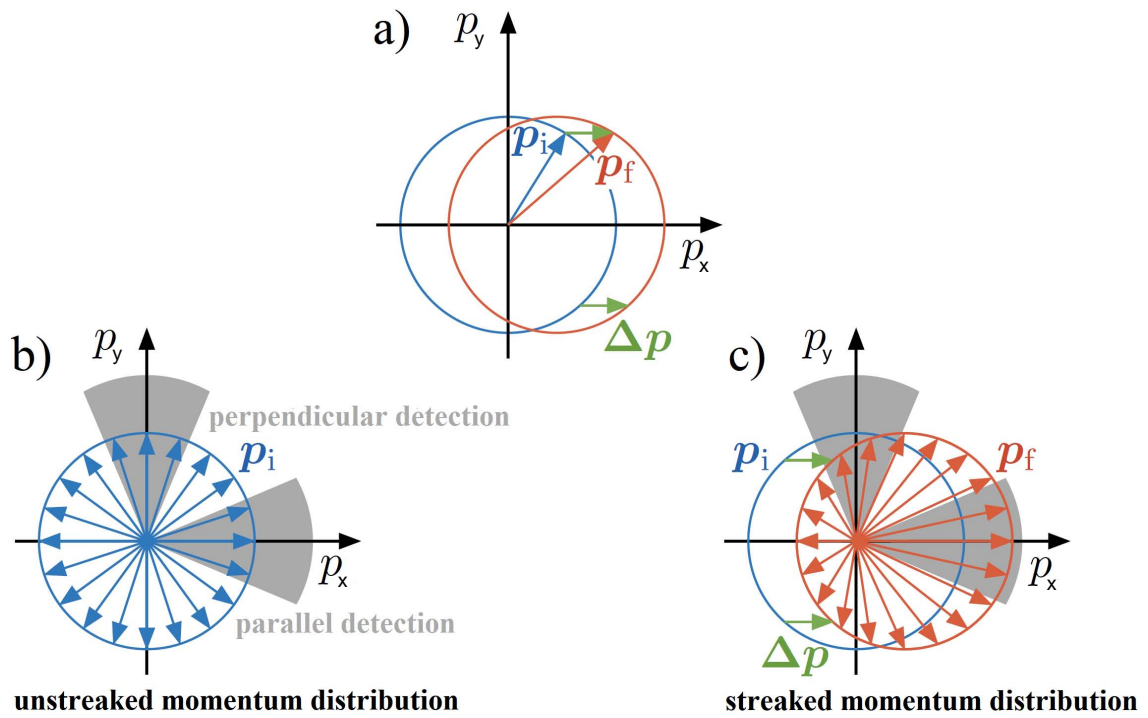 a)
p_y
p_i
p_f
p_x
Δp
b)
p_y
perpendicular detection
p_i
p_x
parallel detection
unstreaked momentum distribution
c)
p_y
p_i
p_f
p_x
Δp
streaked momentum distribution